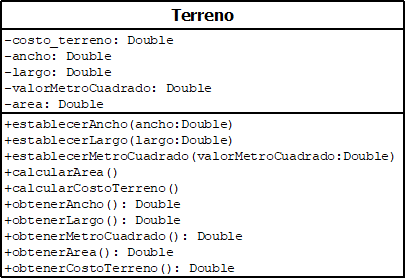 Terreno
-costo_terreno: Double
-ancho: Double
-largo: Double
-valorMetroCuadrado: Double
-area: Double
+establecerAncho(ancho:Double)
+establecerLargo(largo:Double)
+establecerMetroCuadrado(valorMetroCuadrado:Double)
+calcularArea()
+calcularCostoTerreno()
+obtenerAncho(): Double
+obtenerLargo(): Double
+obtenerMetroCuadrado(): Double
+obtenerArea(): Double
+obtenerCostoTerreno(): Double